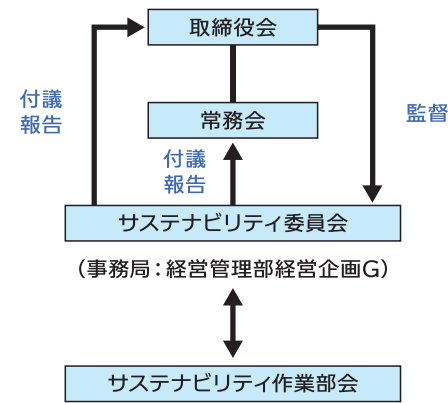 取締役会
付議
報告
監督
常務会
付議
報告
サステナビリティ委員会
（事務局：経営管理部経営企画G）
サステナビリティ作業部会